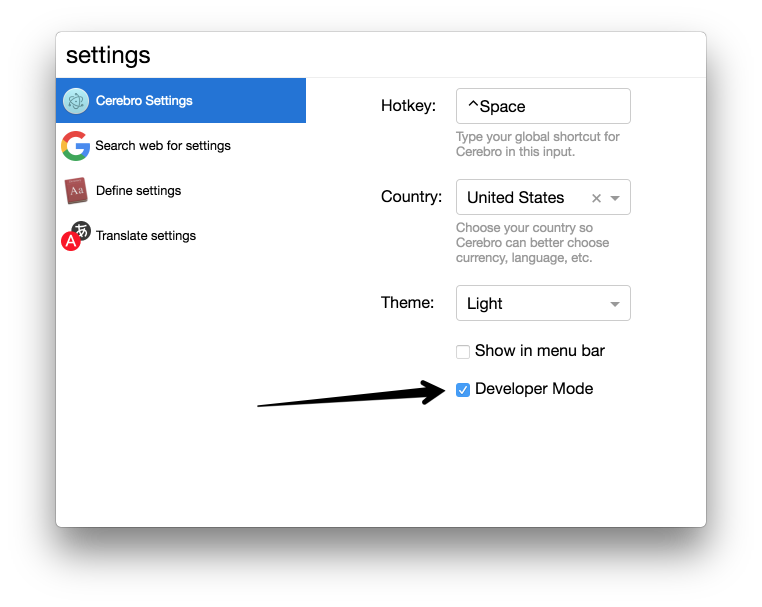 settings
Cerebro Settings
Search web for settings
Aa
Define settings
あ
A
Translate settings
Hotkey:
^Space
Type your global shortcut for
Cerebro in this input.
Country:
United States
Choose your country so
Cerebro can better choose
currency, language, etc.
Theme:
Light
Show in menu bar
Developer Mode